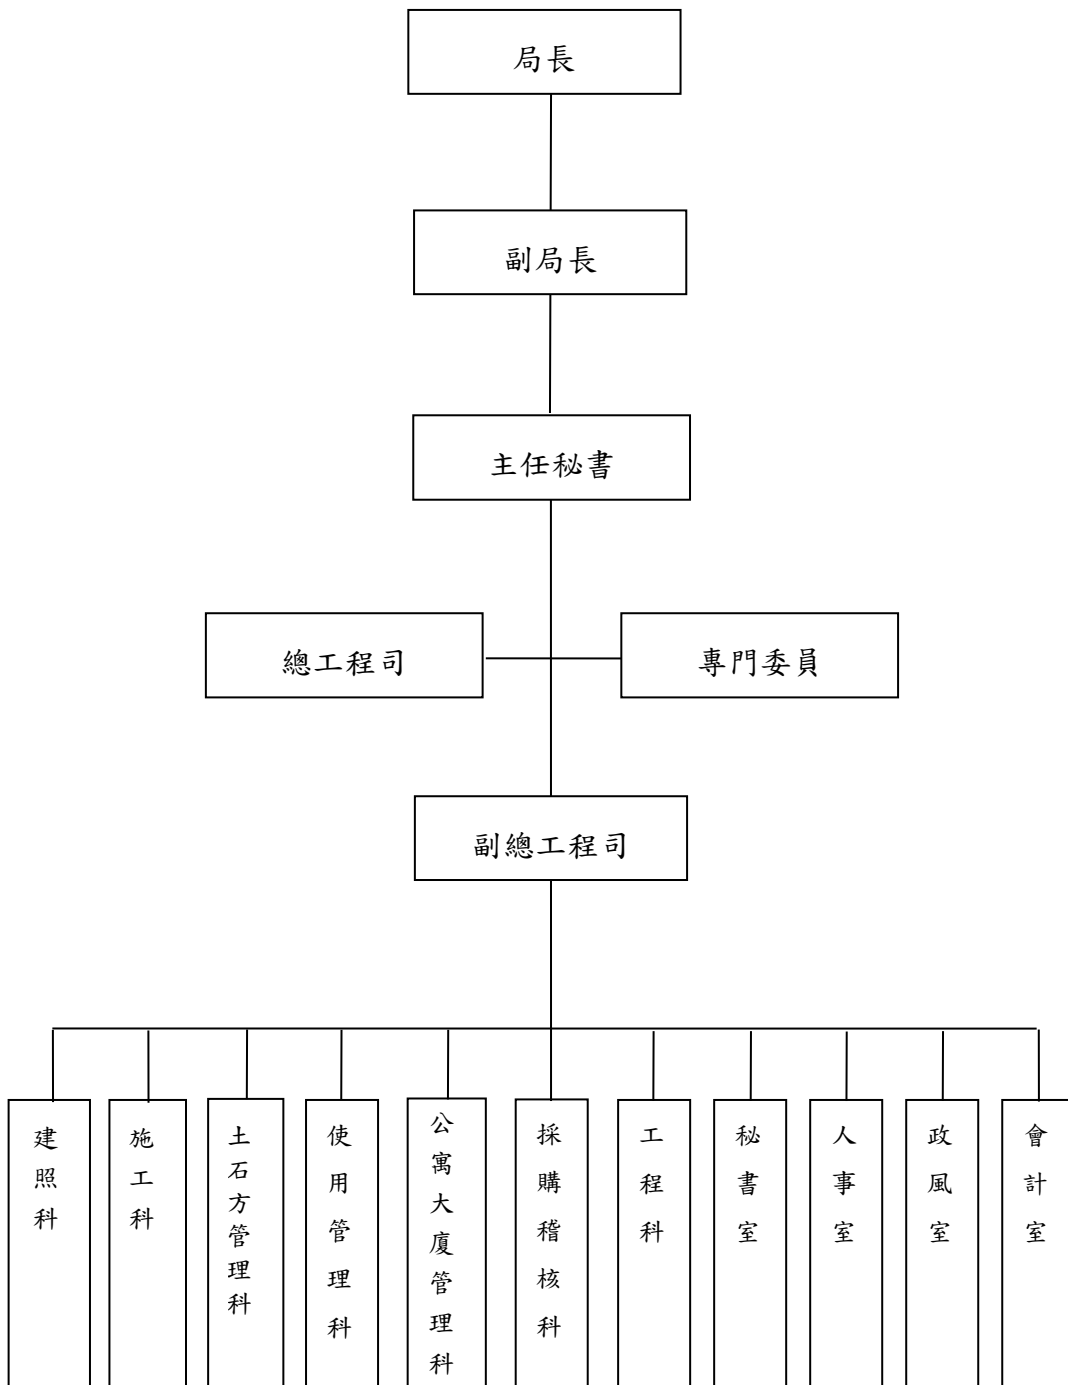 局長
副局長
主任秘書
總工程司
專門委員
副總工程司
建照科
施工科
土石方管理科
使用管理科
公寓大廈管理科
採購稽核科
工程科
秘書室
人事室
政風室
會計室